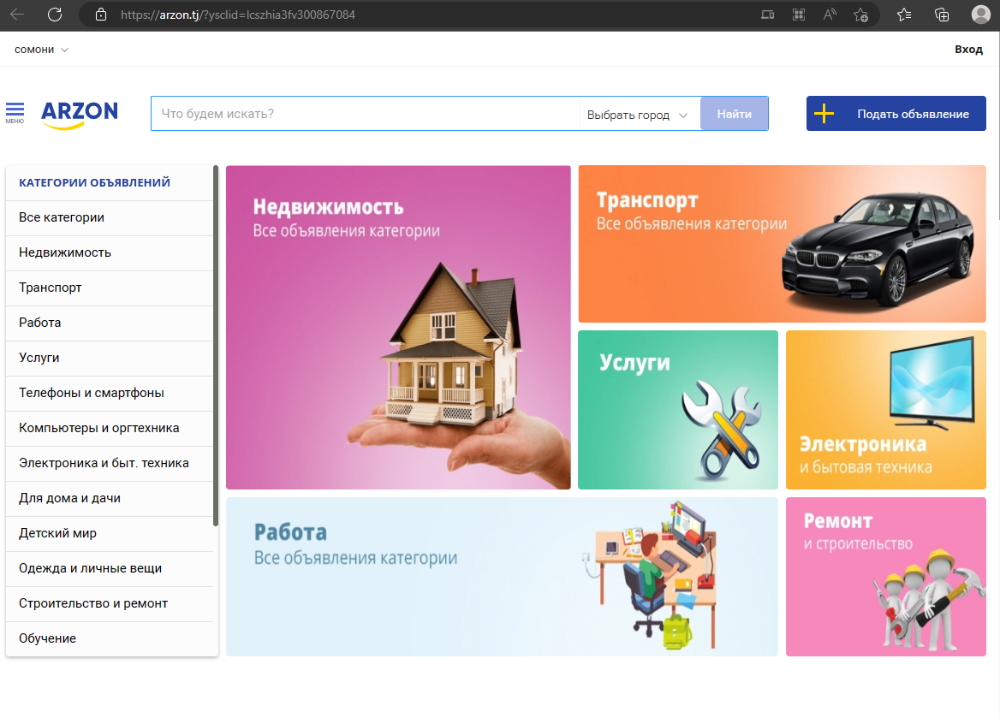 https://arzon.tj/?ysclid=lcszhia3fv300867084
сомони
Вход
МЕНЮ
ARZON
Что будем искать?
Выбрать город
Найти
Подать объявление
КАТЕГОРИИ ОБЪЯВЛЕНИЙ
Все категории
Недвижимость
Транспорт
Работа
Услуги
Телефоны и смартфоны
Компьютеры и оргтехника
Электроника и быт. техника
Для дома и дачи
Детский мир
Одежда и личные вещи
Строительство и ремонт
Обучение
Недвижимость
Все объявления категории
Транспорт
Все объявления категории
Услуги
Электроника
и бытовая техника
Работа
Все объявления категории
Ремонт
и строительство